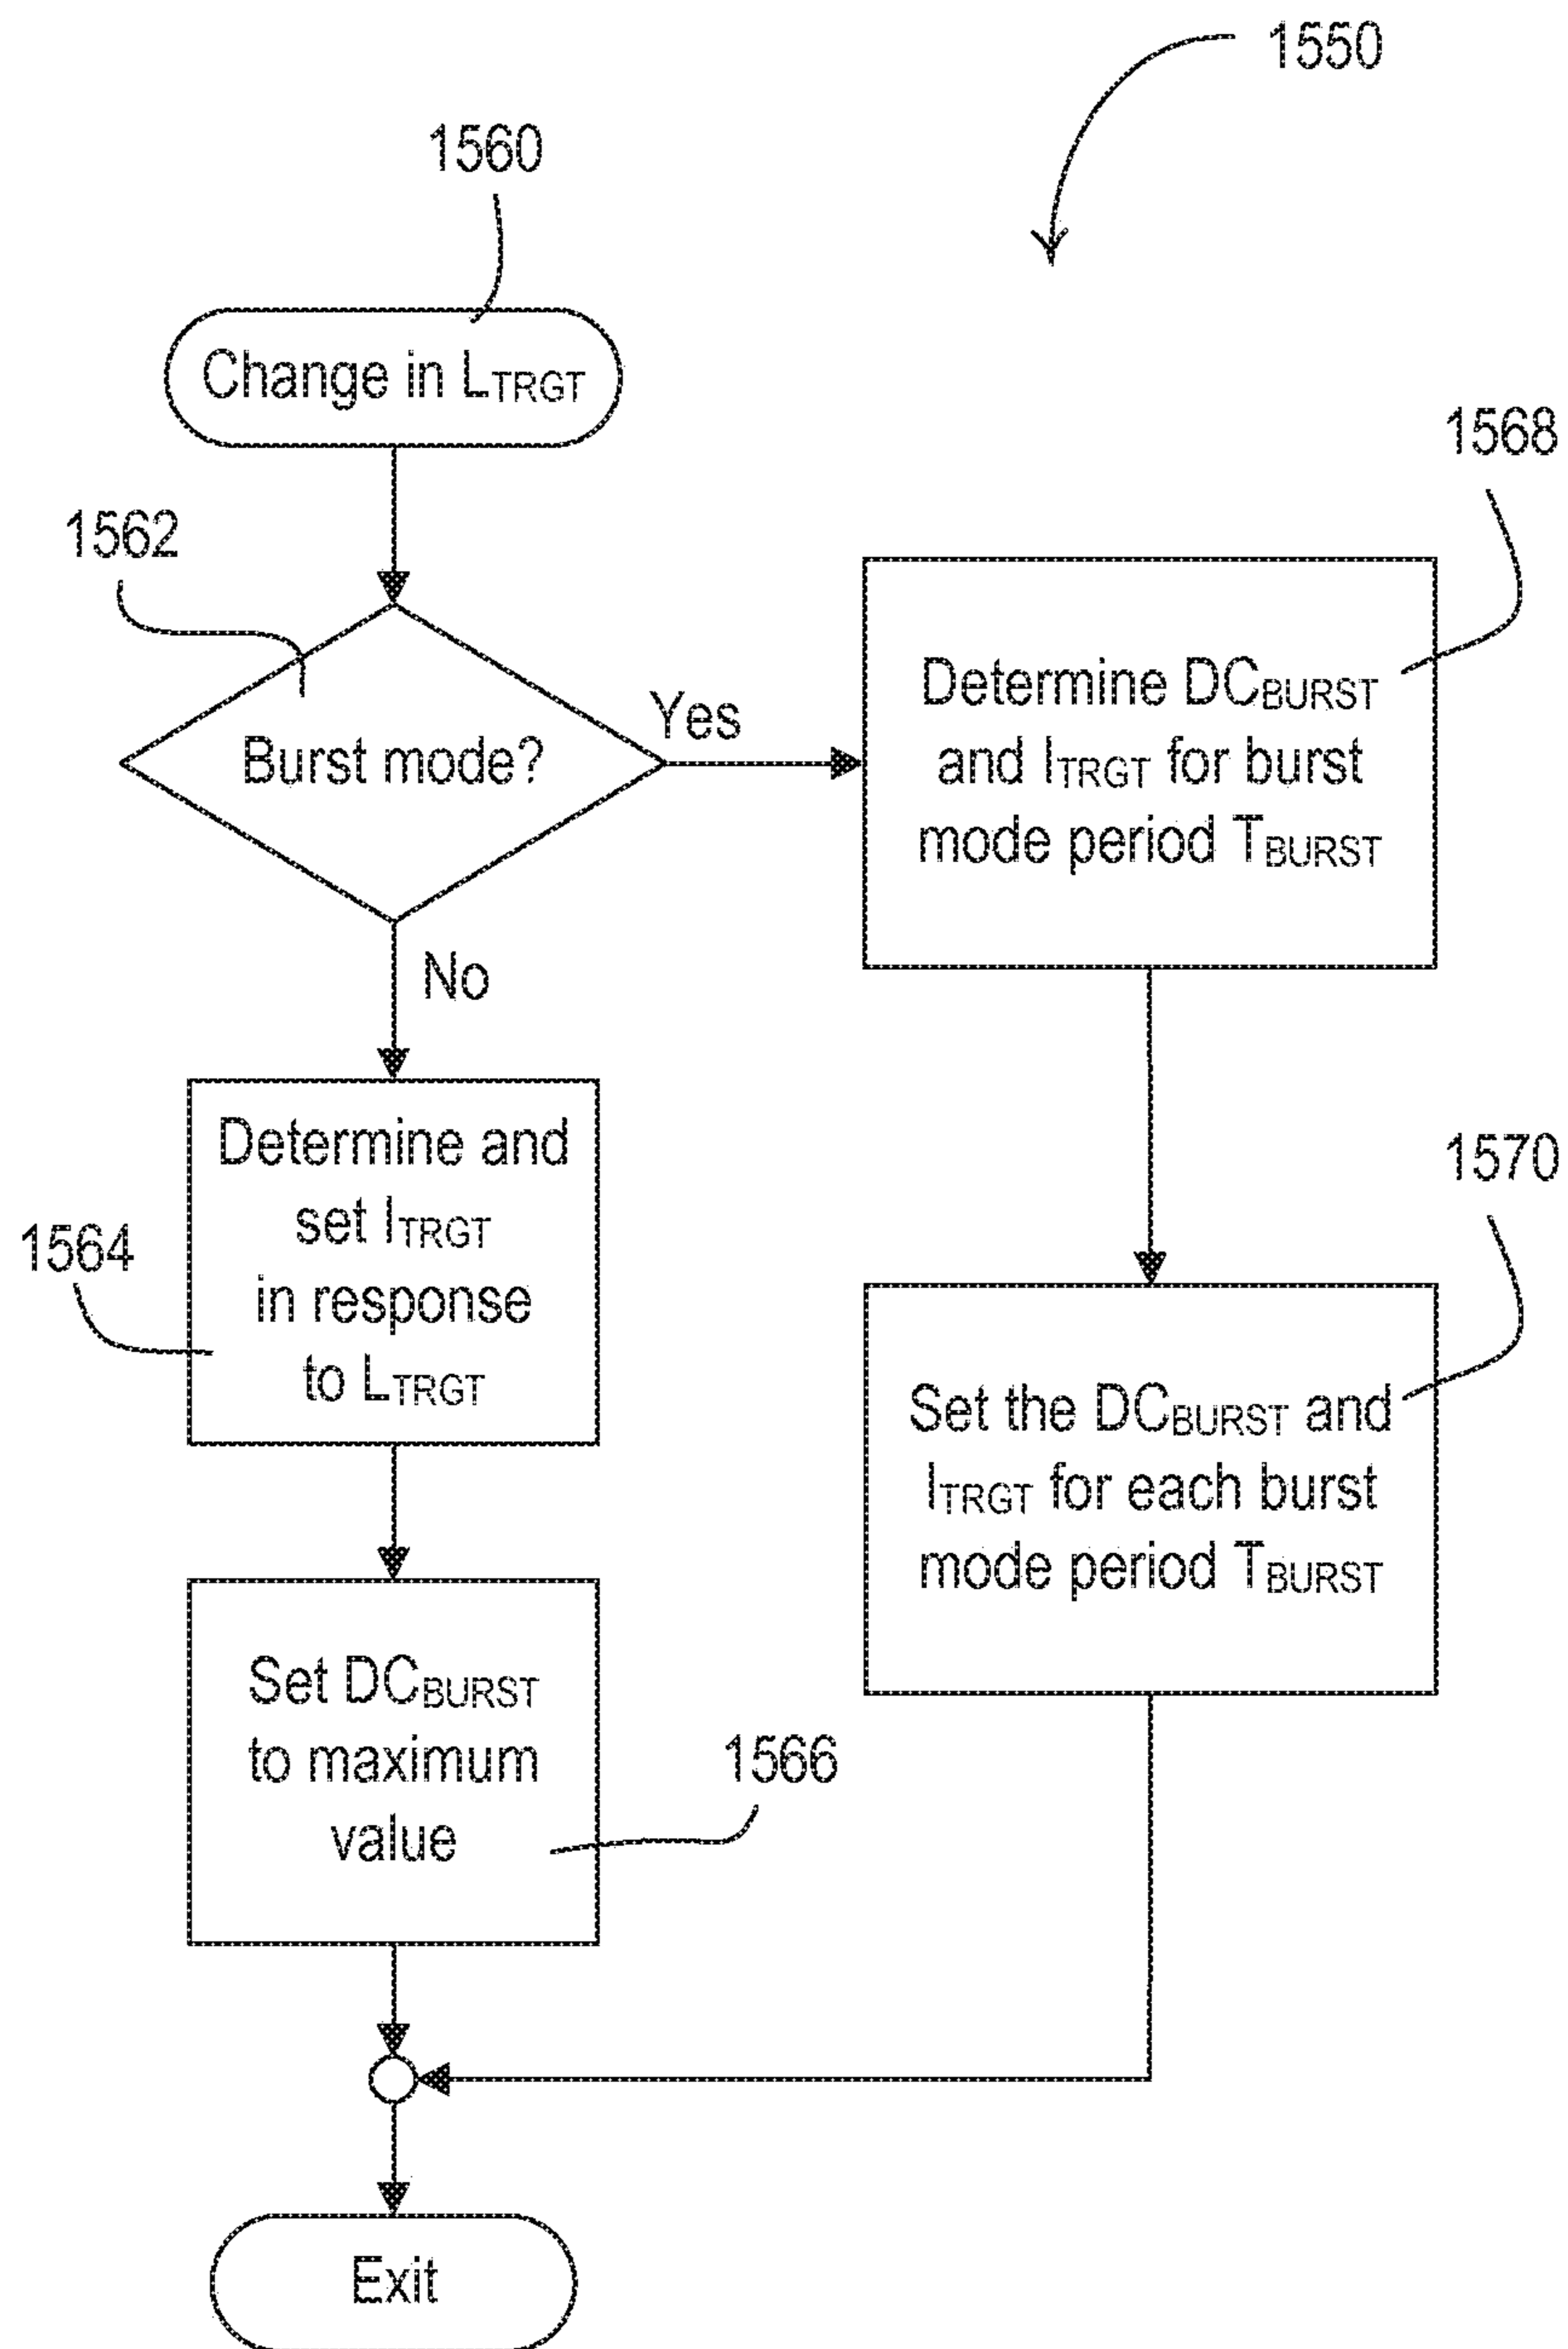 1550
1560
Change in LTRGT
1562
Burst mode?
Yes
No
1568
Determine DCBURST
and ITRGT for burst
mode period TBURST
1564
Determine and
set ITRGT
in response
to LTRGT
1570
Set the DCBURST and
ITRGT for each burst
mode period TBURST
Set DCBURST
to maximum
value
1566
Exit